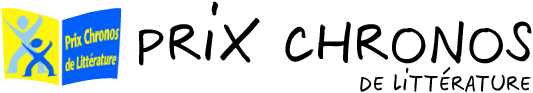 Prix Chronos
de Littérature
PRIX CHRONOS
DE LITTÉRATURE